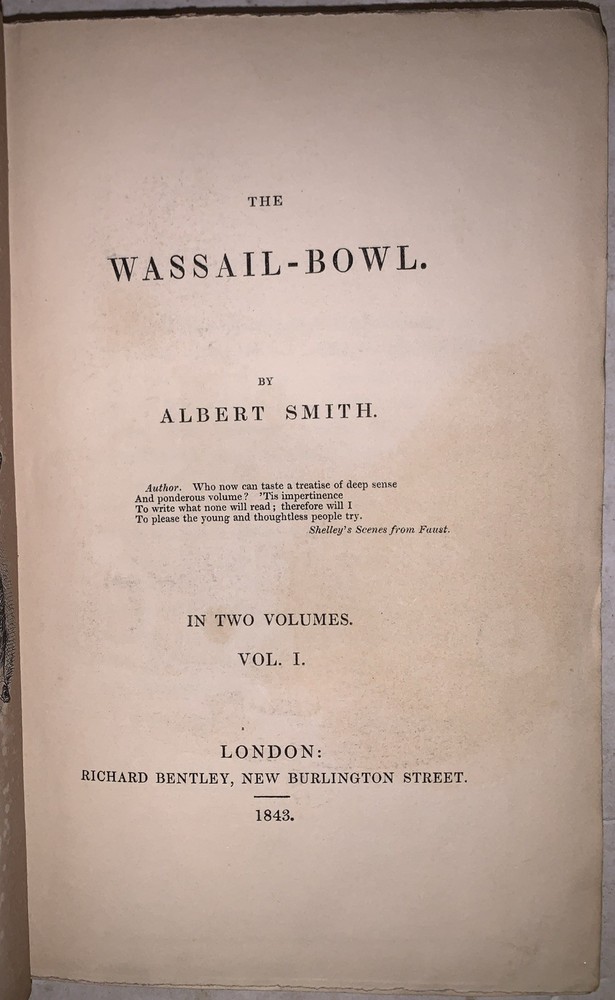 THE
WASSAIL-BOWL.
BY
ALBERT SMITH.
Author. Who now can taste a treatise of deep sense
And ponderous volume? 'Tis impertinence
To write what none will read; therefore will I
To please the young and thoughtless people try.
Shelley's Scenes from Faust.
IN TWO VOLUMES.
VOL. I.
LONDON:
RICHARD BENTLEY, NEW BURLINGTON STREET.
1843.